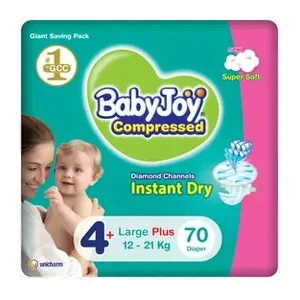 Giant Saving Pack
1
GCC
new
Super Soft
BabyJoy
Compressed
Diamond Channels
Instant Dry
4+
Large Plus
12 - 21 Kg
70
Diaper
unicharm